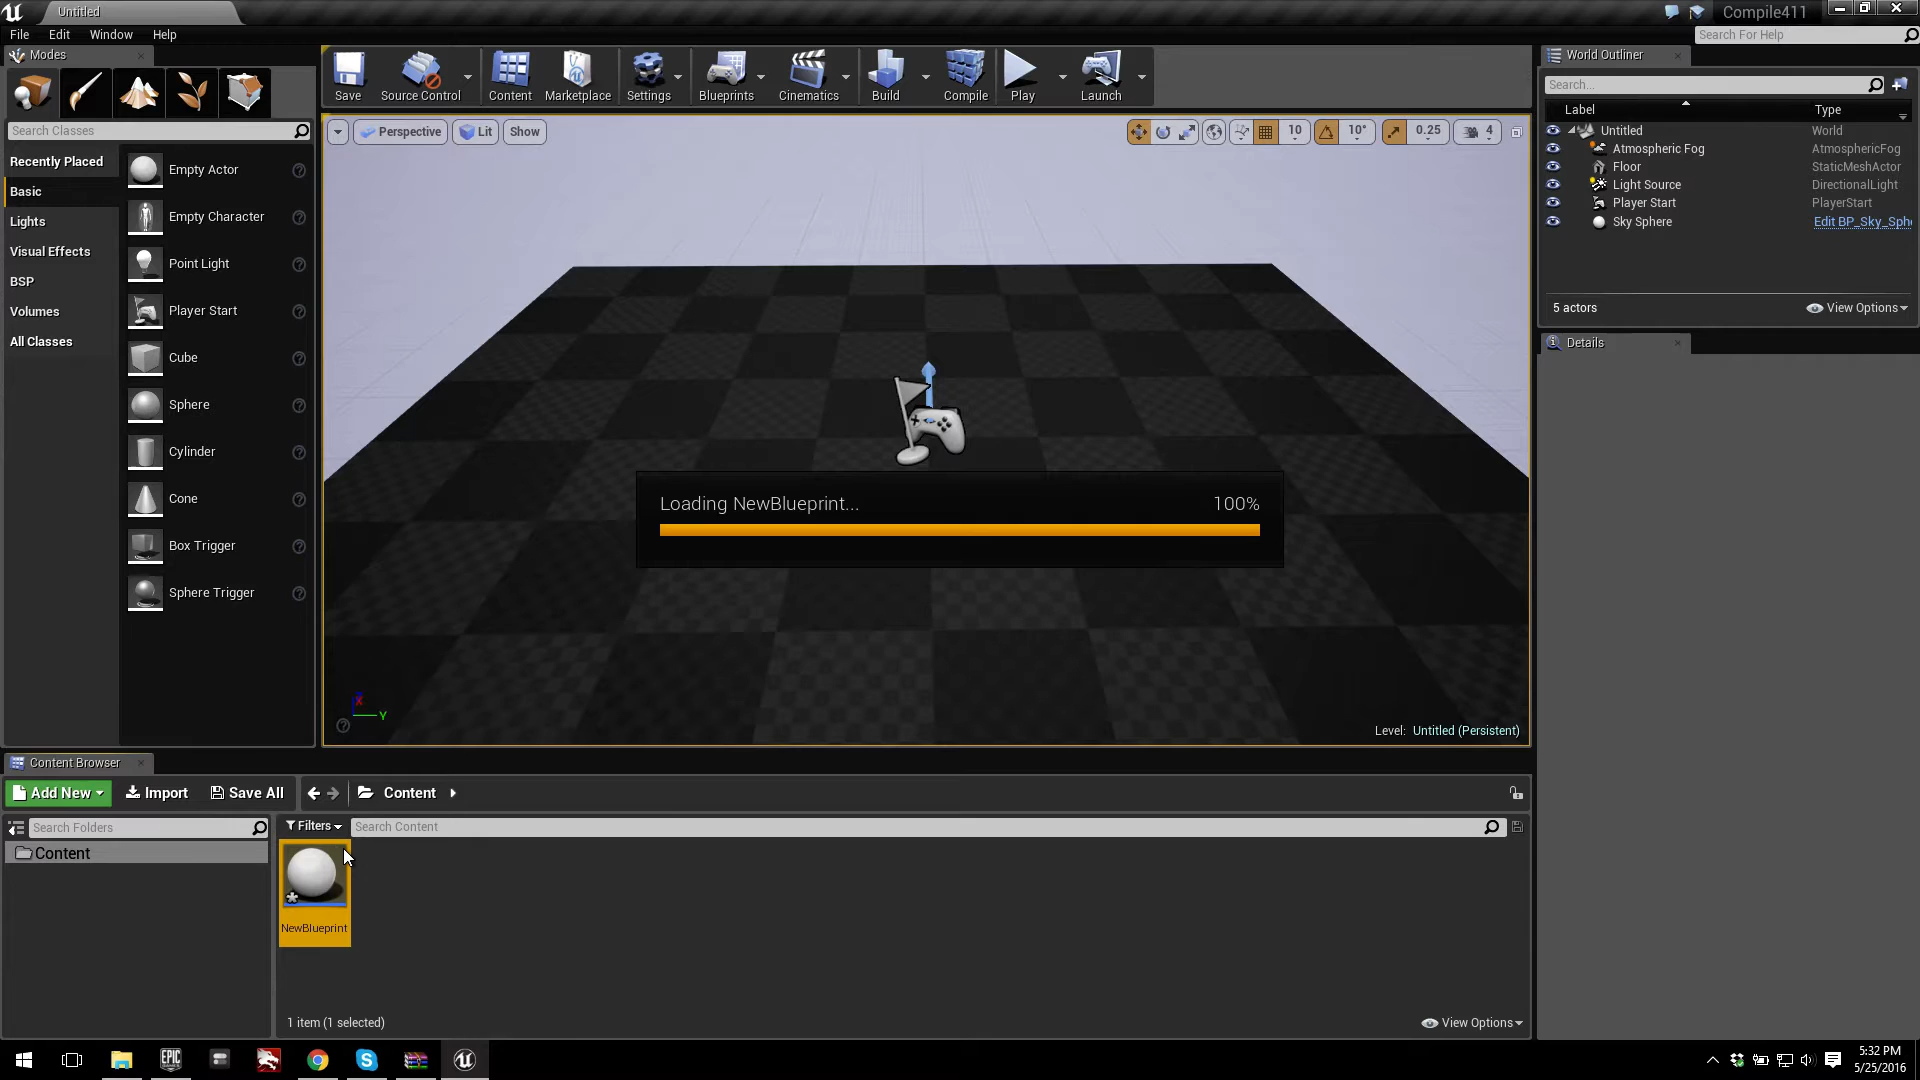 Untitled
Compile411
File Edit Window Help
Search For Help
Modes
Save
Source Control
Content
Marketplace
Settings
Blueprints
Cinematics
Build
Compile
Play
Launch
World Outliner
Search...
Label Type
Untitled World
Atmospheric Fog AtmosphericFog
Floor StaticMeshActor
Light Source DirectionalLight
Player Start PlayerStart
Sky Sphere Edit BP_Sky_Sph
5 actors
View Options
Details
Search Classes
Recently Placed
Basic
Lights
Visual Effects
BSP
Volumes
All Classes
Empty Actor
Empty Character
Point Light
Player Start
Cube
Sphere
Cylinder
Cone
Box Trigger
Sphere Trigger
Perspective
Lit
Show
10
10°
0.25
4
Loading NewBlueprint... 100%
X
Y
Level: Untitled (Persistent)
Content Browser
Add New
Import
Save All
Content
Search Folders
Filters
Search Content
Content
NewBlueprint
1 item (1 selected)
View Options
EPIC
GAMES
5:32 PM
5/25/2016